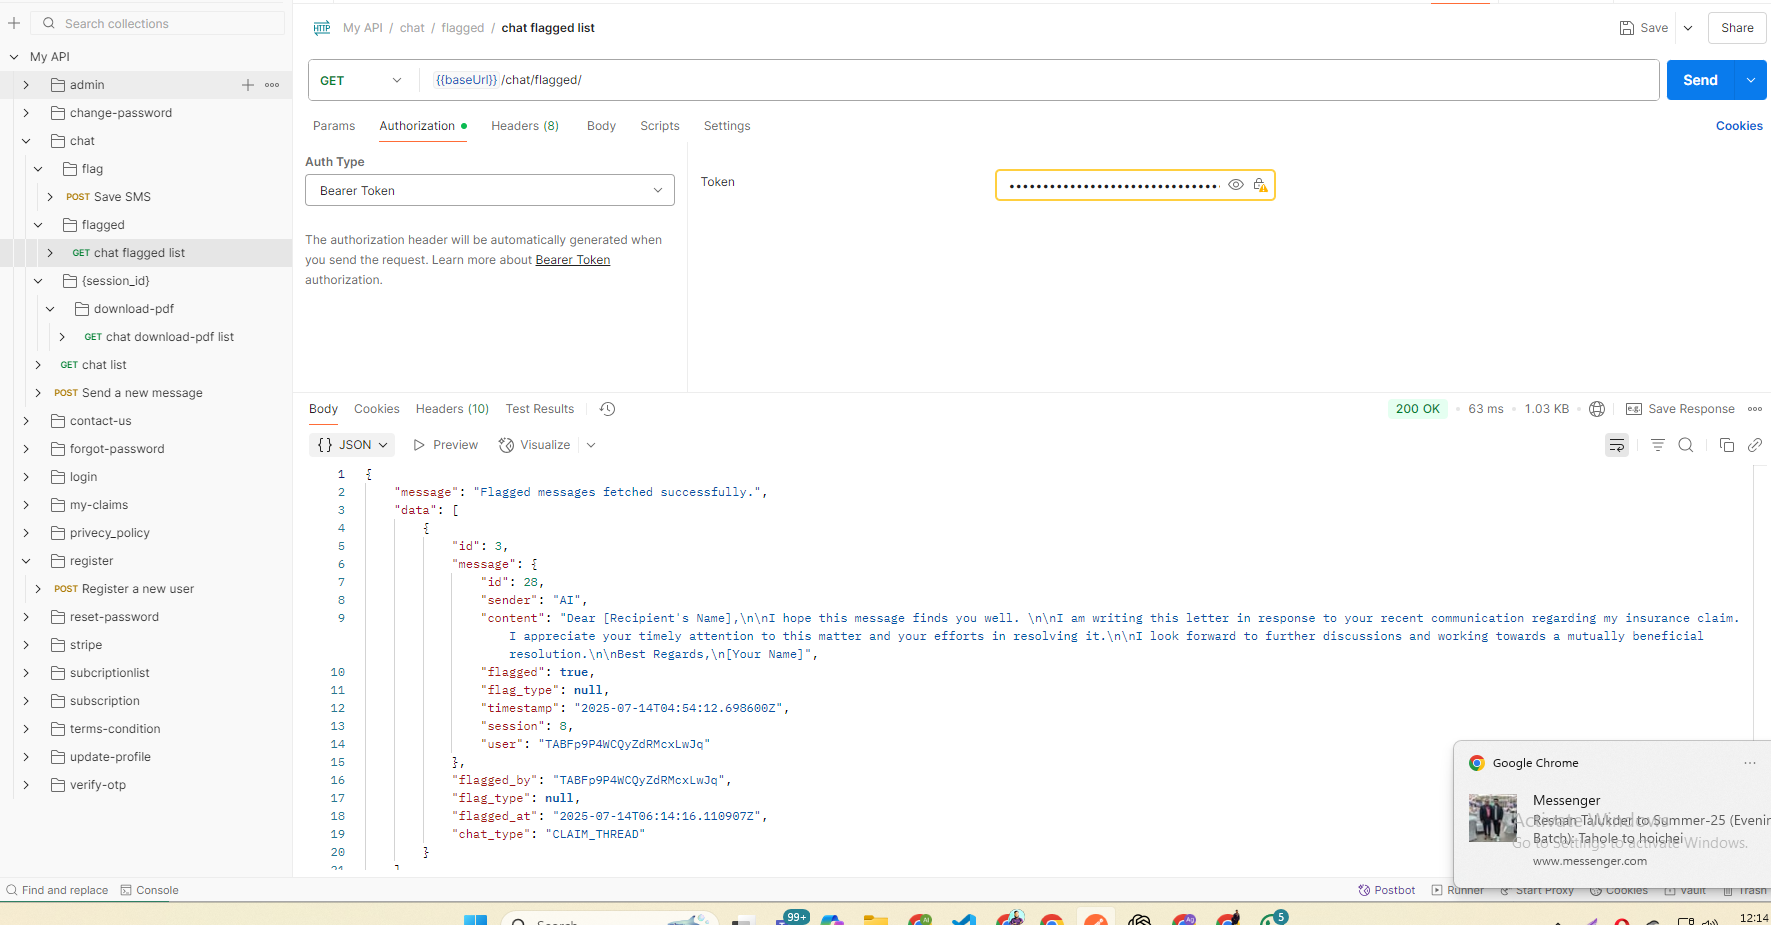 Search collections
My API / chat / flagged / chat flagged list
Save
Share
My API
admin
change-password
chat
flag
POST Save SMS
flagged
GET chat flagged list
{session_id}
download-pdf
GET chat download-pdf list
GET chat list
POST Send a new message
contact-us
forgot-password
login
my-claims
privecy_policy
register
POST Register a new user
reset-password
stripe
subcriptionlist
subscription
terms-condition
update-profile
verify-otp
GET
{{baseUrl}} /chat/flagged/
Send
Params Authorization Headers (8) Body Scripts Settings
Cookies
Auth Type
Bearer Token
The authorization header will be automatically generated when
you send the request. Learn more about Bearer Token
authorization.
Token
Body Cookies Headers (10) Test Results
200 OK 63 ms 1.03 KB Save Response
{} JSON Preview Visualize
1 {
2 "message": "Flagged messages fetched successfully.",
3 "data": [
4 {
5 "id": 3,
6 "message": {
7 "id": 28,
8 "sender": "AI",
9 "content": "Dear [Recipient's Name],\n\nI hope this message finds you well. \n\nI am writing this letter in response to your recent communication regarding my insurance claim.
I appreciate your timely attention to this matter and your efforts in resolving it.\n\nI look forward to further discussions and working towards a mutually beneficial
resolution.\n\nBest Regards,\n[Your Name]",
10 "flagged": true,
11 "flag_type": null,
12 "timestamp": "2025-07-14T04:54:12.698600Z",
13 "session": 8,
14 "user": "TABFp9P4WCQyZdRMcxLwJq"
15 },
16 "flagged_by": "TABFp9P4WCQyZdRMcxLwJq",
17 "flag_type": null,
18 "flagged_at": "2025-07-14T06:14:16.110907Z",
19 "chat_type": "CLAIM_THREAD"
20 }
21 ]
Google Chrome
Messenger
Reshan Talukder to Summer-25 (Evenin
Batch): Tahole to hoichei
www.messenger.com
Activate Windows
Go to Settings to activate Windows.
Find and replace Console
Postbot Runner Start Proxy Cookies Vault Trash
Search
99+
5
12:14